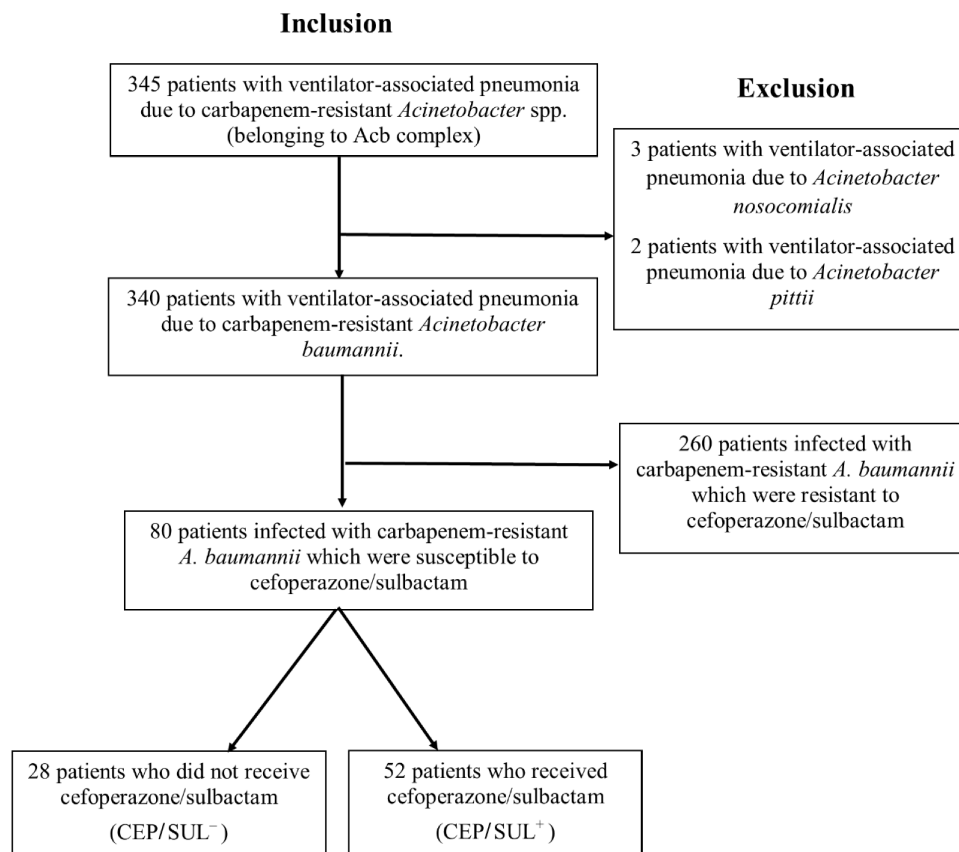 Inclusion
345 patients with ventilator-associated pneumonia
due to carbapenem-resistant Acinetobacter spp.
(belonging to Acb complex)
Exclusion
3 patients with ventilator-associated
pneumonia due to Acinetobacter
nosocomialis
2 patients with ventilator-associated
pneumonia due to Acinetobacter
pittii
340 patients with ventilator-associated pneumonia
due to carbapenem-resistant Acinetobacter
baumannii.
260 patients infected with
carbapenem-resistant A. baumannii
which were resistant to
cefoperazone/sulbactam
80 patients infected with carbapenem-resistant
A. baumannii which were susceptible to
cefoperazone/sulbactam
28 patients who did not receive
cefoperazone/sulbactam
(CEP/SUL⁻)
52 patients who received
cefoperazone/sulbactam
(CEP/SUL⁺)